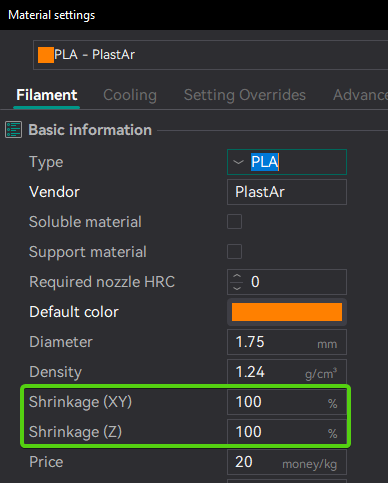 Material settings
PLA - PlastAr
Filament Cooling Setting Overrides Advance
Basic information
Type PLA
Vendor PlastAr
Soluble material
Support material
Required nozzle HRC 0
Default color
Diameter 1.75 mm
Density 1.24 g/cm³
Shrinkage (XY) 100 %
Shrinkage (Z) 100 %
Price 20 money/kg